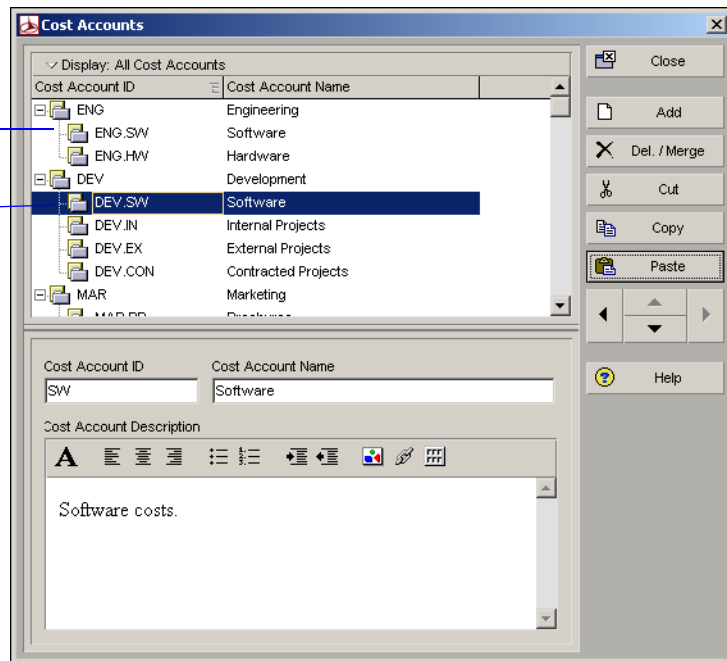 Cost Accounts
Display: All Cost Accounts
Cost Account ID Cost Account Name
ENG Engineering
ENG.SW Software
ENG.HW Hardware
DEV Development
DEV.SW Software
DEV.IN Internal Projects
DEV.EX External Projects
DEV.CON Contracted Projects
MAR Marketing
Close
Add
Del. / Merge
Cut
Copy
Paste
Help
Cost Account ID Cost Account Name
SW Software
Cost Account Description
A
Software costs.